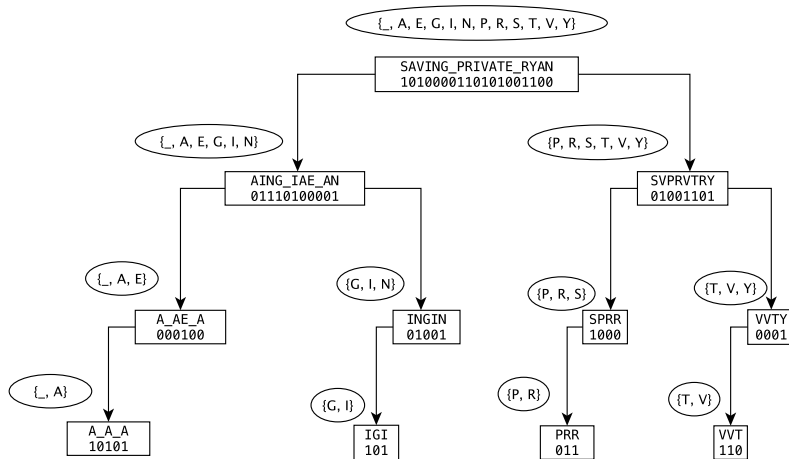 {_, A, E, G, I, N, P, R, S, T, V, Y}
SAVING_PRIVATE_RYAN
1010000110101001100
{_, A, E, G, I, N}
{P, R, S, T, V, Y}
AING_IAE_AN
01110100001
SVPRVTRY
01001101
{_, A, E}
{G, I, N}
{P, R, S}
{T, V, Y}
A_AE_A
000100
INGIN
01001
SPRR
1000
VVTY
0001
{_, A}
{G, I}
{P, R}
{T, V}
A_A_A
10101
IGI
101
PRR
011
VVT
110